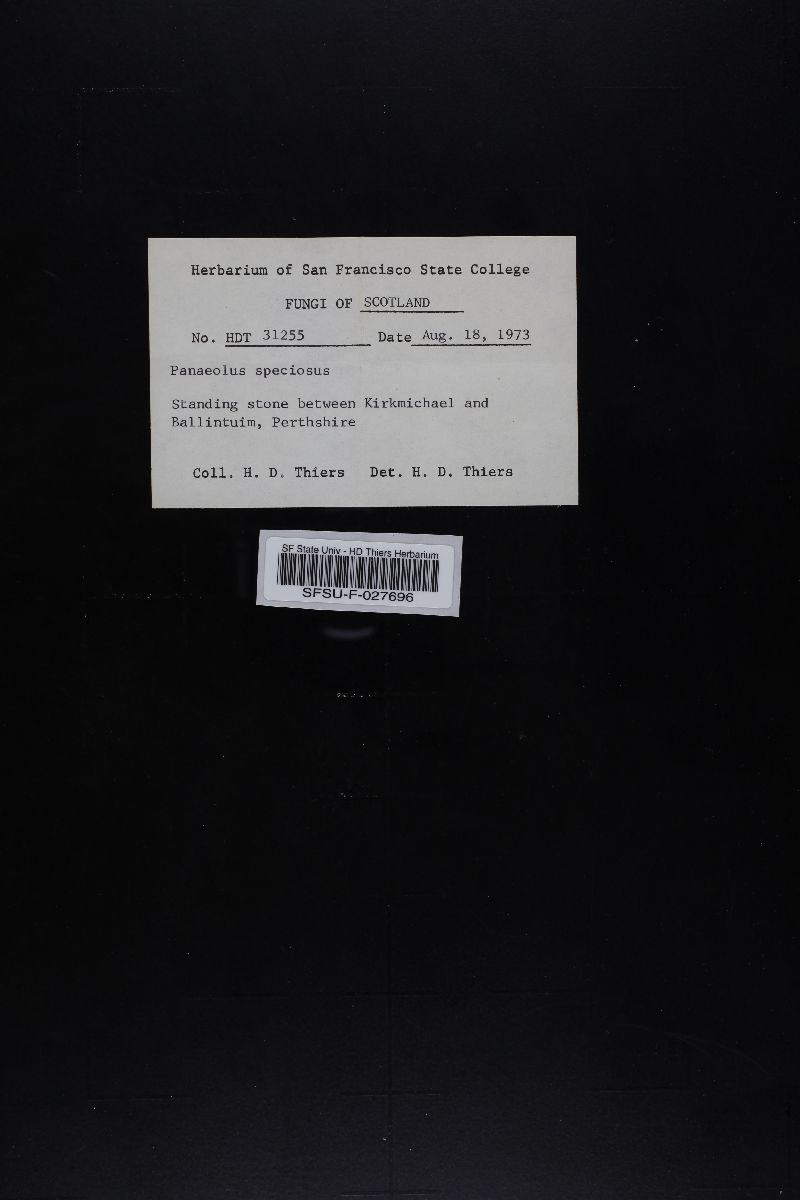 Herbarium of San Francisco State College
FUNGI OF SCOTLAND
No. HDT 31255 Date Aug. 18, 1973
Panaeolus speciosus
Standing stone between Kirkmichael and
Ballintuim, Perthshire
Coll. H. D. Thiers Det. H. D. Thiers
SF State Univ - HD Thiers Herbarium
SFSU-F-027696